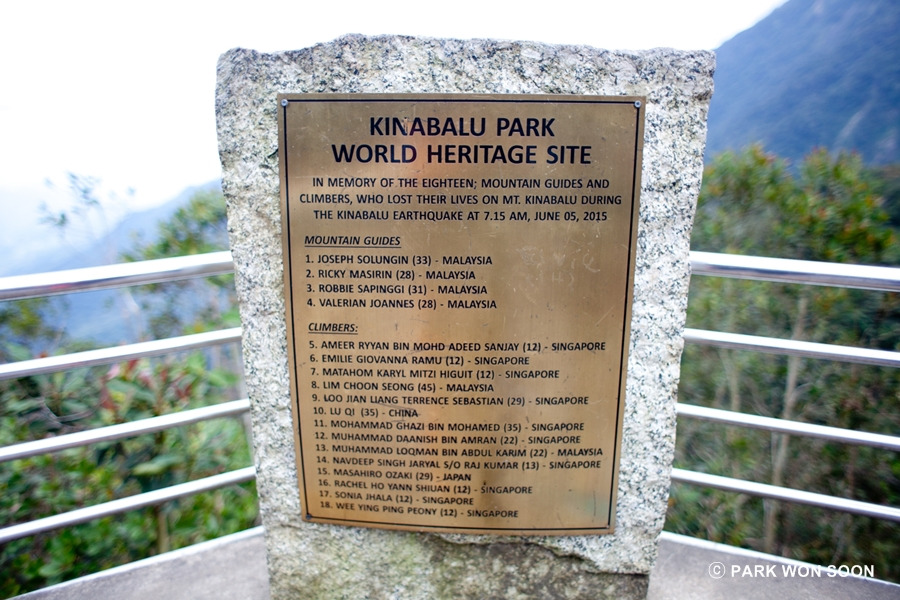 KINABALU PARK
WORLD HERITAGE SITE
IN MEMORY OF THE EIGHTEEN; MOUNTAIN GUIDES AND
CLIMBERS, WHO LOST THEIR LIVES ON MT. KINABALU DURING
THE KINABALU EARTHQUAKE AT 7.15 AM, JUNE 05, 2015
MOUNTAIN GUIDES
1. JOSEPH SOLUNGIN (33) - MALAYSIA
2. RICKY MASIRIN (28) - MALAYSIA
3. ROBBIE SAPINGGI (31) - MALAYSIA
4. VALERIAN JOANNES (28) - MALAYSIA
CLIMBERS:
5. AMEER RYYAN BIN MOHD ADEED SANJAY (12) - SINGAPORE
6. EMILIE GIOVANNA RAMU (12) - SINGAPORE
7. MATAHOM KARYL MITZI HIGUIT (12) - SINGAPORE
8. LIM CHOON SEONG (45) - MALAYSIA
9. LOO JIAN LIANG TERRENCE SEBASTIAN (29) - SINGAPORE
10. LU QI (35) - CHINA
11. MOHAMMAD GHAZI BIN MOHAMED (35) - SINGAPORE
12. MUHAMMAD DAANISH BIN AMRAN (22) - SINGAPORE
13. MUHAMMAD LOQMAN BIN ABDUL KARIM (22) - MALAYSIA
14. NAVDEEP SINGH JARYAL S/O RAJ KUMAR (13) - SINGAPORE
15. MASAHIRO OZAKI (29) - JAPAN
16. RACHEL HO YANN SHIUAN (12) - SINGAPORE
17. SONIA JHALA (12) - SINGAPORE
18. WEE YING PING PEONY (12) - SINGAPORE
© PARK WON SOON